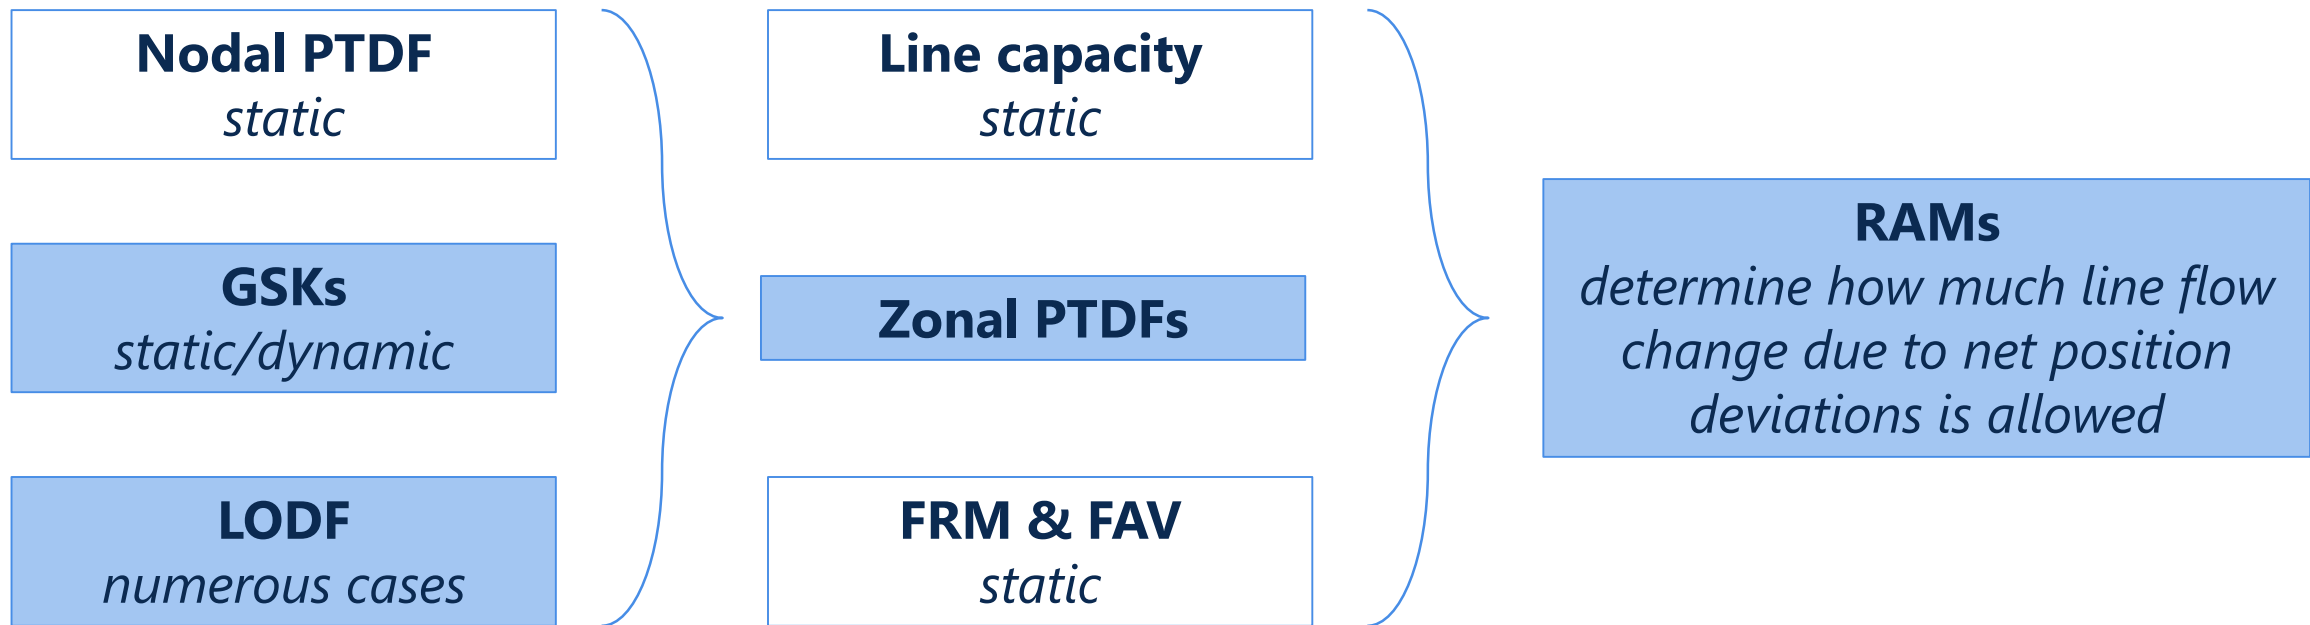 Nodal PTDF
static
GSKs
static/dynamic
LODF
numerous cases
Line capacity
static
Zonal PTDFs
FRM & FAV
static
RAMs
determine how much line flow
change due to net position
deviations is allowed